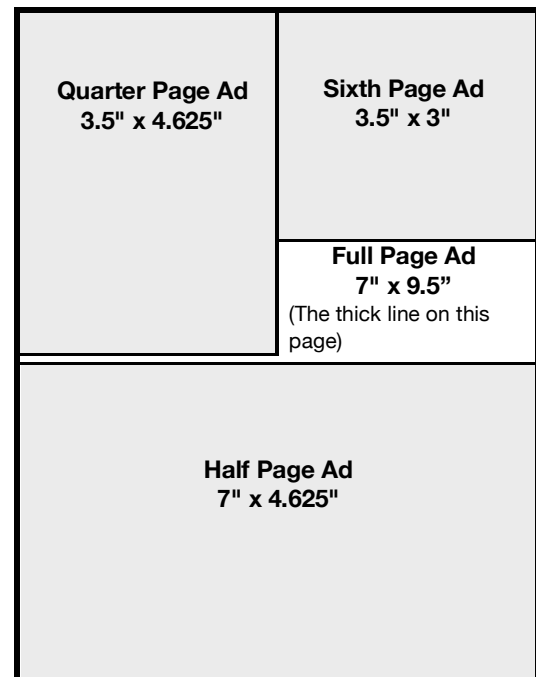 Quarter Page Ad
3.5" x 4.625"
Sixth Page Ad
3.5" x 3"
Full Page Ad
7" x 9.5”
(The thick line on this
page)
Half Page Ad
7" x 4.625"